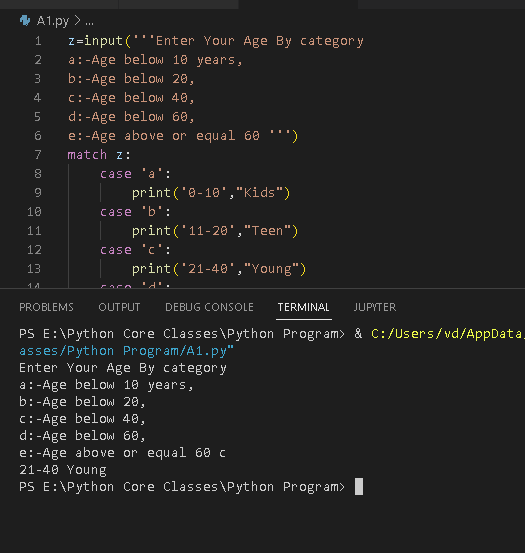 A1.py > ...
1 z=input('''Enter Your Age By category
2 a:-Age below 10 years,
3 b:-Age below 20,
4 c:-Age below 40,
5 d:-Age below 60,
6 e:-Age above or equal 60 ''')
7 match z:
8 case 'a':
9 print('0-10',"Kids")
10 case 'b':
11 print('11-20',"Teen")
12 case 'c':
13 print('21-40',"Young")
14 case 'd':
PROBLEMS OUTPUT DEBUG CONSOLE TERMINAL JUPYTER
PS E:\Python Core Classes\Python Program> & C:/Users/vd/AppData/
asses/Python Program/A1.py"
Enter Your Age By category
a:-Age below 10 years,
b:-Age below 20,
c:-Age below 40,
d:-Age below 60,
e:-Age above or equal 60 c
21-40 Young
PS E:\Python Core Classes\Python Program>